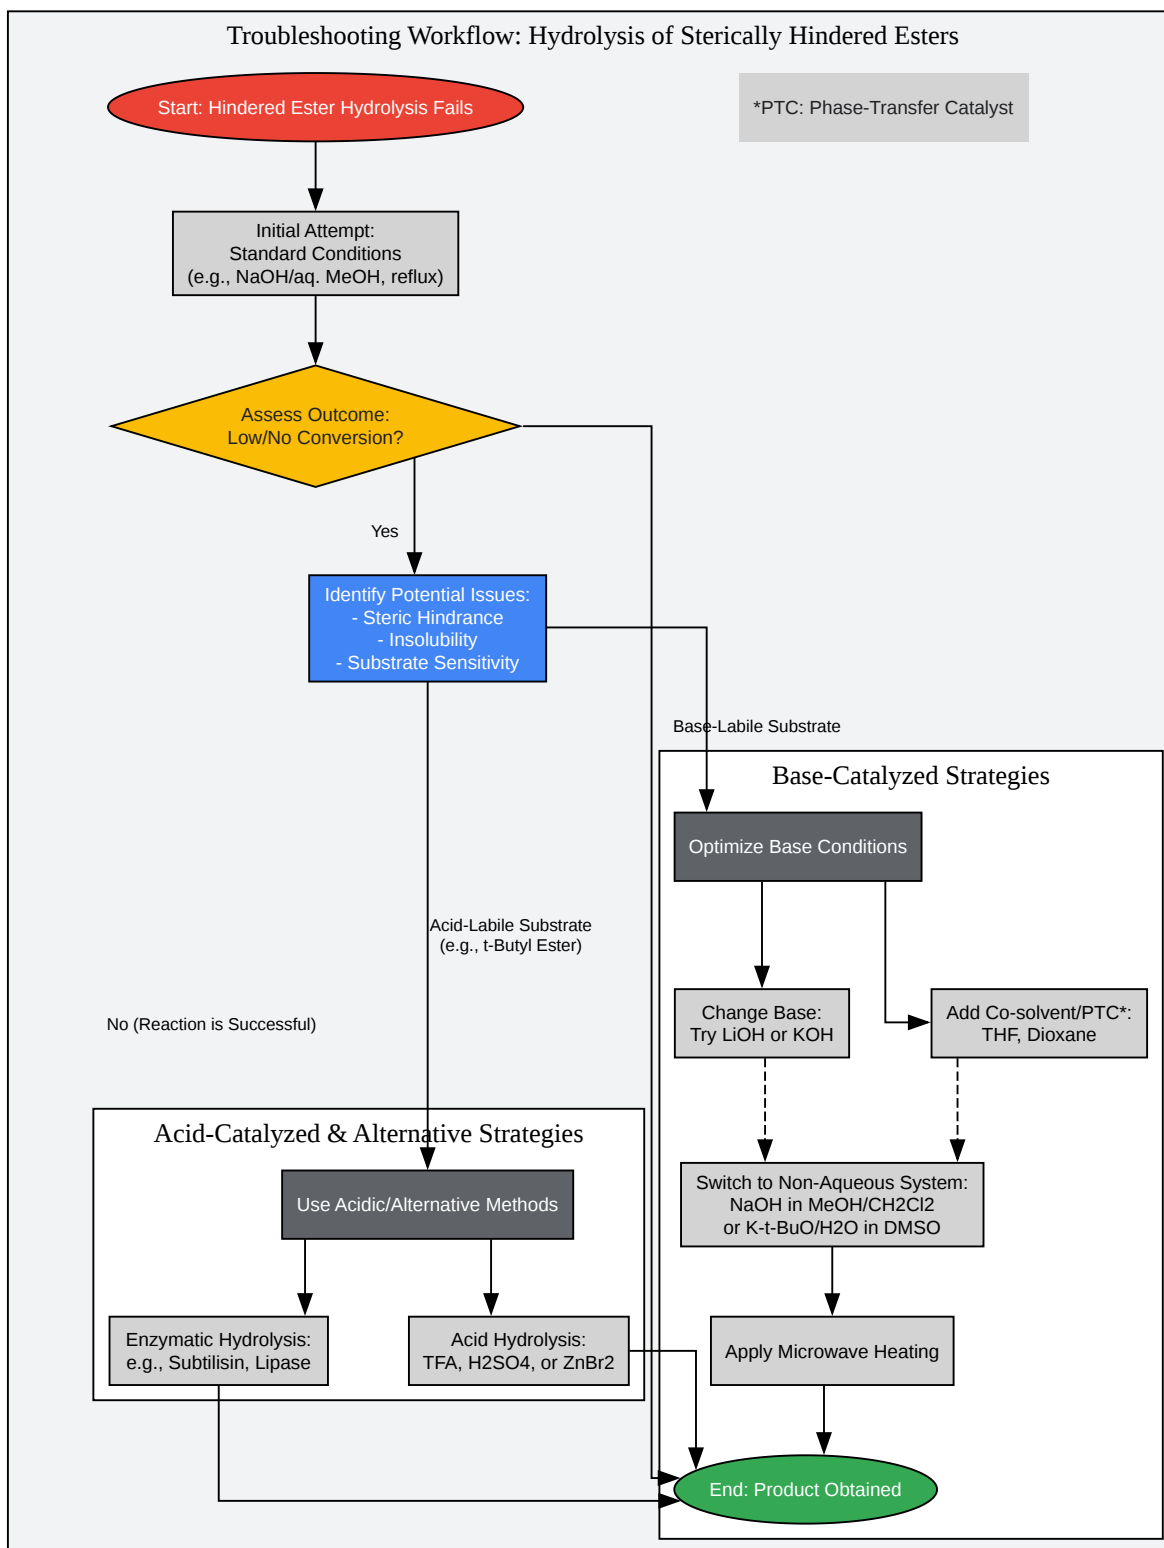 Troubleshooting Workflow: Hydrolysis of Sterically Hindered Esters
Start: Hindered Ester Hydrolysis Fails
*PTC: Phase-Transfer Catalyst
Initial Attempt:
Standard Conditions
(e.g., NaOH/aq. MeOH, reflux)
Assess Outcome:
Low/No Conversion?
Yes
Identify Potential Issues:
- Steric Hindrance
- Insolubility
- Substrate Sensitivity
Base-Labile Substrate
Base-Catalyzed Strategies
Optimize Base Conditions
Acid-Labile Substrate
(e.g., t-Butyl Ester)
No (Reaction is Successful)
Change Base:
Try LiOH or KOH
Add Co-solvent/PTC*:
THF, Dioxane
Acid-Catalyzed & Alternative Strategies
Use Acidic/Alternative Methods
Switch to Non-Aqueous System:
NaOH in MeOH/CH2Cl2
or K-t-BuO/H2O in DMSO
Enzymatic Hydrolysis:
e.g., Subtilisin, Lipase
Acid Hydrolysis:
TFA, H2SO4, or ZnBr2
Apply Microwave Heating
End: Product Obtained